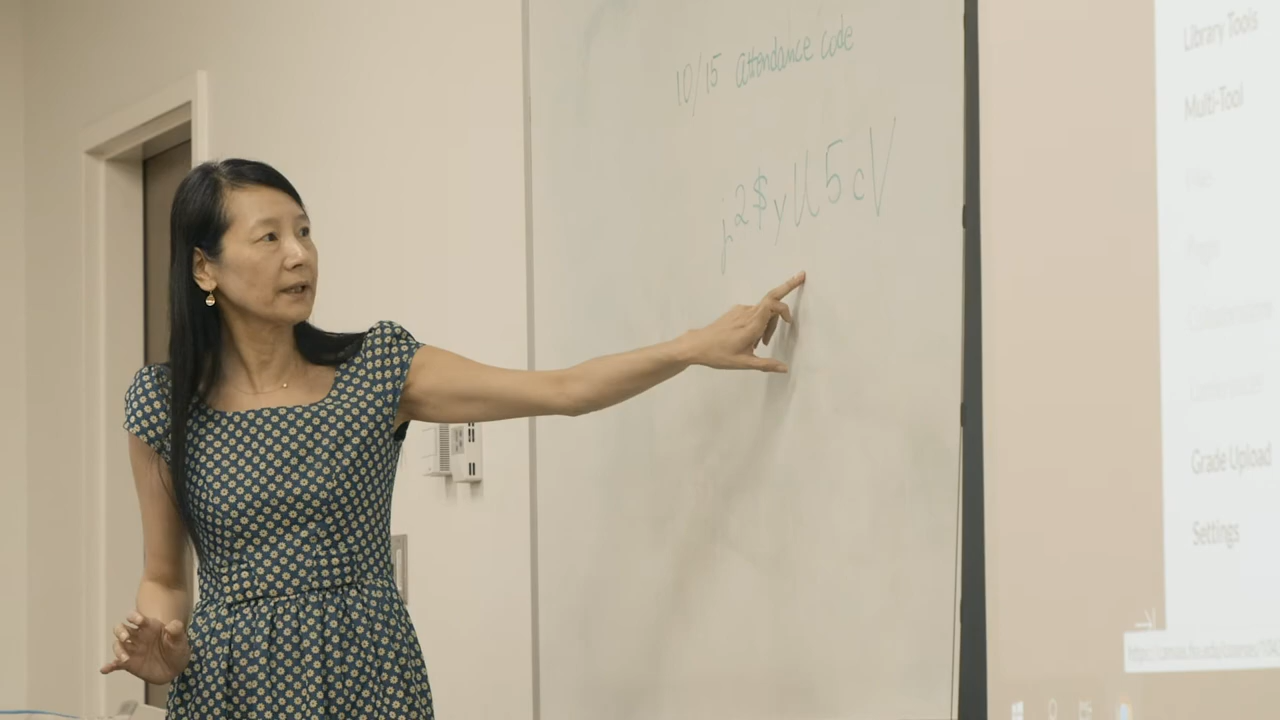 10/15 attendance code
j2$yU5cV
Library Tools
Multi-Tool
Grade Upload
Settings